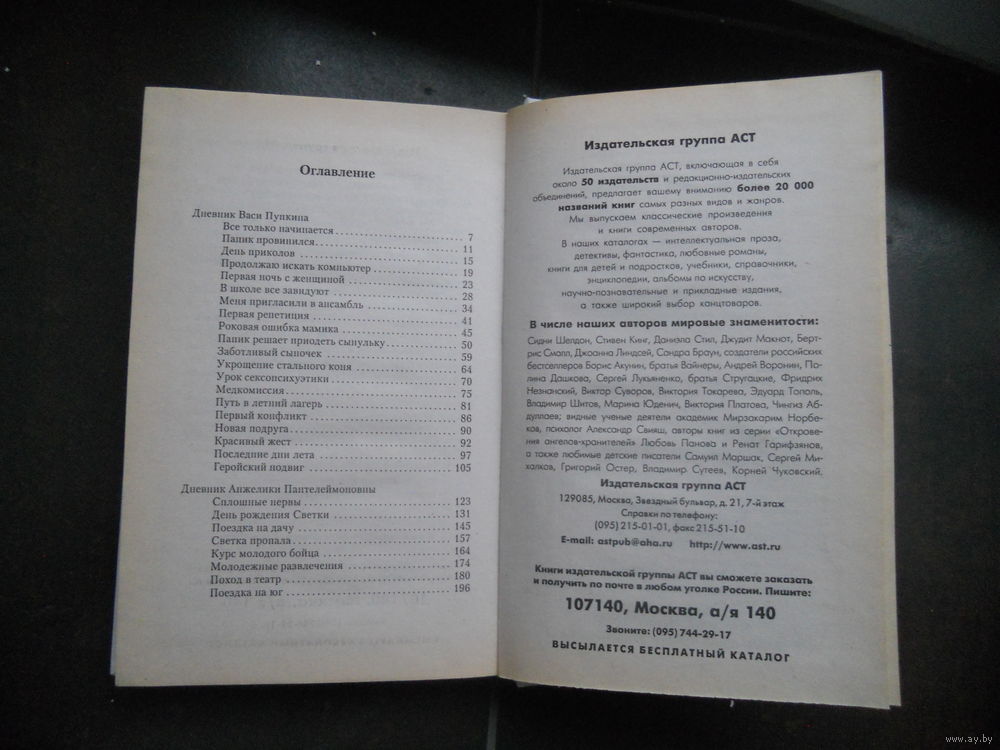 Оглавление
Дневник Васи Пупкина
Все только начинается 7
Папик провинился 11
День приколов 15
Продолжаю искать компьютер 19
Первая ночь с женщиной 23
В школе все завидуют 28
Меня пригласили в ансамбль 34
Первая репетиция 41
Роковая ошибка мамика 45
Папик решает приодеть сынульку 50
Заботливый сыночек 59
Укрощение стального коня 64
Урок сексопсихуэтики 70
Медкомиссия 75
Путь в летний лагерь 81
Первый конфликт 86
Новая подруга 90
Красивый жест 92
Последние дни лета 97
Геройский подвиг 105
Дневник Анжелики Пантелеймоновны
Сплошные нервы 123
День рождения Светки 131
Поездка на дачу 145
Светка пропала 157
Курс молодого бойца 164
Молодежные развлечения 174
Поход в театр 180
Поездка на юг 196
Издательская группа АСТ
Издательская группа АСТ, включающая в себя
около 50 издательств и редакционно-издательских
объединений, предлагает вашему вниманию более 20 000
названий книг самых разных видов и жанров.
Мы выпускаем классические произведения
и книги современных авторов.
В наших каталогах — интеллектуальная проза,
детективы, фантастика, любовные романы,
книги для детей и подростков, учебники, справочники,
энциклопедии, альбомы по искусству,
научно-познавательные и прикладные издания,
а также широкий выбор канцтоваров.
В числе наших авторов мировые знаменитости:
Сидни Шелдон, Стивен Кинг, Даниэла Стил, Джудит Макнот, Берт-
рис Смолл, Джоанна Линдсей, Сандра Браун, создатели российских
бестселлеров Борис Акунин, братья Вайнеры, Андрей Воронин, По-
лина Дашкова, Сергей Лукьяненко, братья Стругацкие, Фридрих
Незнанский, Виктор Суворов, Виктория Токарева, Эдуард Тополь,
Владимир Шитов, Марина Юденич, Виктория Платова, Чингиз Аб-
дуллаев; видные ученые деятели академик Мирзакарим Норбе-
ков, психолог Александр Свияш, авторы книг из серии «Открове-
ния ангелов-хранителей» Любовь Панова и Ренат Гарифзянов,
а также любимые детские писатели Самуил Маршак, Сергей Ми-
халков, Григорий Остер, Владимир Сутеев, Корней Чуковский.
Издательская группа АСТ
129085, Москва, Звездный бульвар, д. 21, 7-й этаж
Справки по телефону:
(095) 215-01-01, факс 215-51-10
E-mail: astpub@aha.ru http://www.ast.ru
Книги издательской группы АСТ вы сможете заказать
и получить по почте в любом уголке России. Пишите:
107140, Москва, а/я 140
Звоните: (095) 744-29-17
ВЫСЫЛАЕТСЯ БЕСПЛАТНЫЙ КАТАЛОГ
www.ay.by